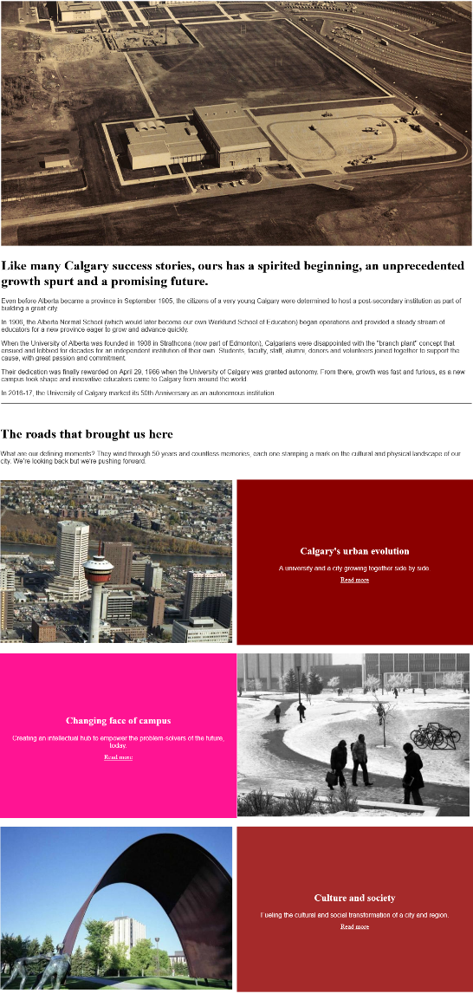 Like many Calgary success stories, ours has a spirited beginning, an unprecedented
growth spurt and a promising future.
Even before Alberta became a province in September 1905, the citizens of a very young Calgary were determined to host a post-secondary institution as part of
building a great city.
In 1906, the Alberta Normal School (which would later become our own Werklund School of Education) began operations and provided a steady stream of
educators for a new province eager to grow and advance quickly.
When the University of Alberta was founded in 1908 in Strathcona (now part of Edmonton), Calgarians were disappointed with the "branch plant" concept that
ensued and lobbied for decades for an independent institution of their own. Students, faculty, staff, alumni, donors and volunteers joined together to support the
cause, with great passion and commitment.
Their dedication was finally rewarded on April 29, 1966 when the University of Calgary was granted autonomy. From there, growth was fast and furious, as a new
campus took shape and innovative educators came to Calgary from around the world.
In 2016-17, the University of Calgary marked its 50th Anniversary as an autonomous institution.
The roads that brought us here
What are our defining moments? They wind through 50 years and countless memories, each one stamping a mark on the cultural and physical landscape of our
city. We're looking back but we're pushing forward.
Calgary's urban evolution
A university and a city growing together side by side.
Read more
Changing face of campus
Creating an intellectual hub to empower the problem-solvers of the future,
today.
Read more
Culture and society
Fueling the cultural and social transformation of a city and region.
Read more